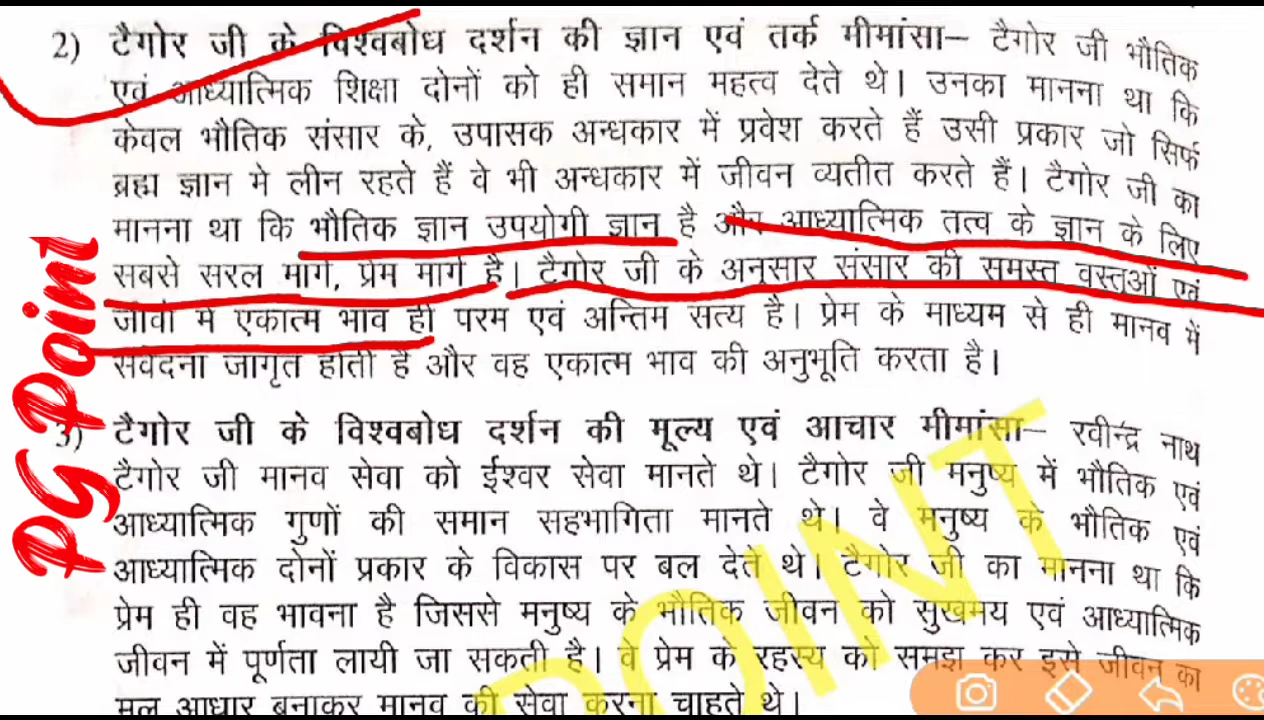 2) टैगोर जी के विश्वबोध दर्शन की ज्ञान एवं तर्क मीमांसा– टैगोर जी भौतिक
एवं आध्यात्मिक शिक्षा दोनों को ही समान महत्व देते थे। उनका मानना था कि
केवल भौतिक संसार के, उपासक अन्धकार में प्रवेश करते हैं उसी प्रकार जो सिर्फ
ब्रह्म ज्ञान मे लीन रहते हैं वे भी अन्धकार में जीवन व्यतीत करते हैं। टैगोर जी का
मानना था कि भौतिक ज्ञान उपयोगी ज्ञान है और आध्यात्मिक तत्व के ज्ञान के लिए
सबसे सरल मार्ग, प्रेम मार्ग है। टैगोर जी के अनुसार संसार की समस्त वस्तुओं एवं
जीवों में एकात्म भाव ही परम एवं अन्तिम सत्य है। प्रेम के माध्यम से ही मानव में
संवेदना जागृत होती है और वह एकात्म भाव की अनुभूति करता है।
3) टैगोर जी के विश्वबोध दर्शन की मूल्य एवं आचार मीमांसा– रवीन्द्र नाथ
टैगोर जी मानव सेवा को ईश्वर सेवा मानते थे। टैगोर जी मनुष्य में भौतिक एवं
आध्यात्मिक गुणों की समान सहभागिता मानते थे। वे मनुष्य के भौतिक एवं
आध्यात्मिक दोनों प्रकार के विकास पर बल देते थे। टैगोर जी का मानना था कि
प्रेम ही वह भावना है जिससे मनुष्य के भौतिक जीवन को सुखमय एवं आध्यात्मिक
जीवन में पूर्णता लायी जा सकती है। वे प्रेम के रहस्य को समझ कर इसे जीवन का
मूल आधार बनाकर मानव की सेवा करना चाहते थे।
PG Point
POINT